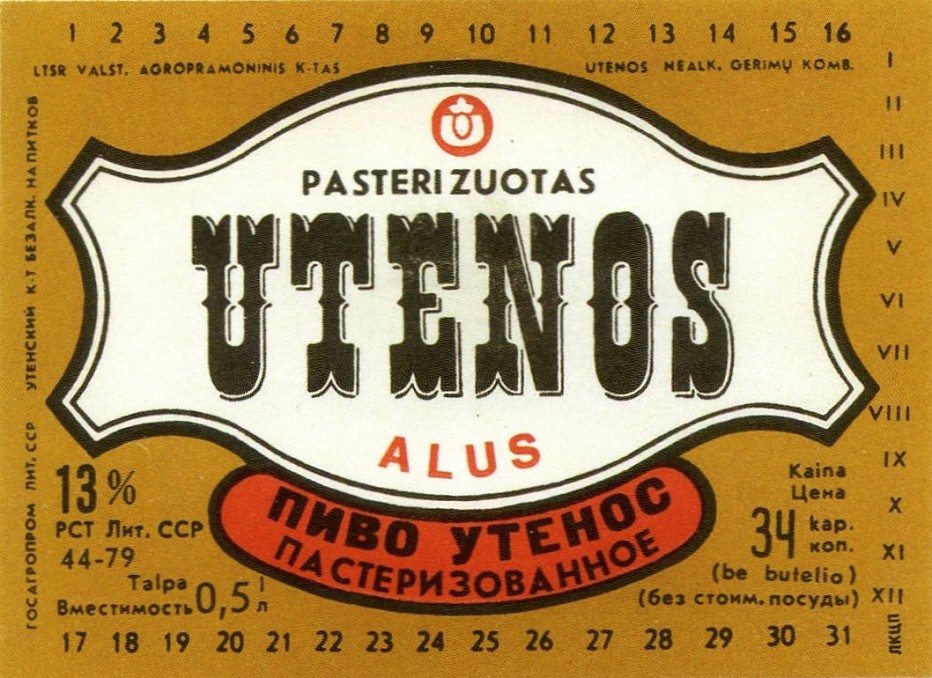 1 2 3 4 5 6 7 8 9 10 11 12 13 14 15 16
LTSR VALST. AGROPRAMONINIS K-TAS
UTENOS NEALK. GĖRIMŲ KOMB.
PASTERIZUOTAS
UTENOS
ALUS
ПИВО УТЕНОС
ПАСТЕРИЗОВАННОЕ
13%
РСТ Лит. ССР
44-79
Talpa
Вместимость 0,5 l л
Kaina
Цена
34 kap. коп.
(be butelio)
(без стоим. посуды)
17 18 19 20 21 22 23 24 25 26 27 28 29 30 31
ГОСАГРОПРОМ ЛИТ. ССР УТЕНСКИЙ К-Т БЕЗАЛК. НАПИТКОВ
I
II
III
IV
V
VI
VII
VIII
IX
X
XI
XII
ЛКЦП